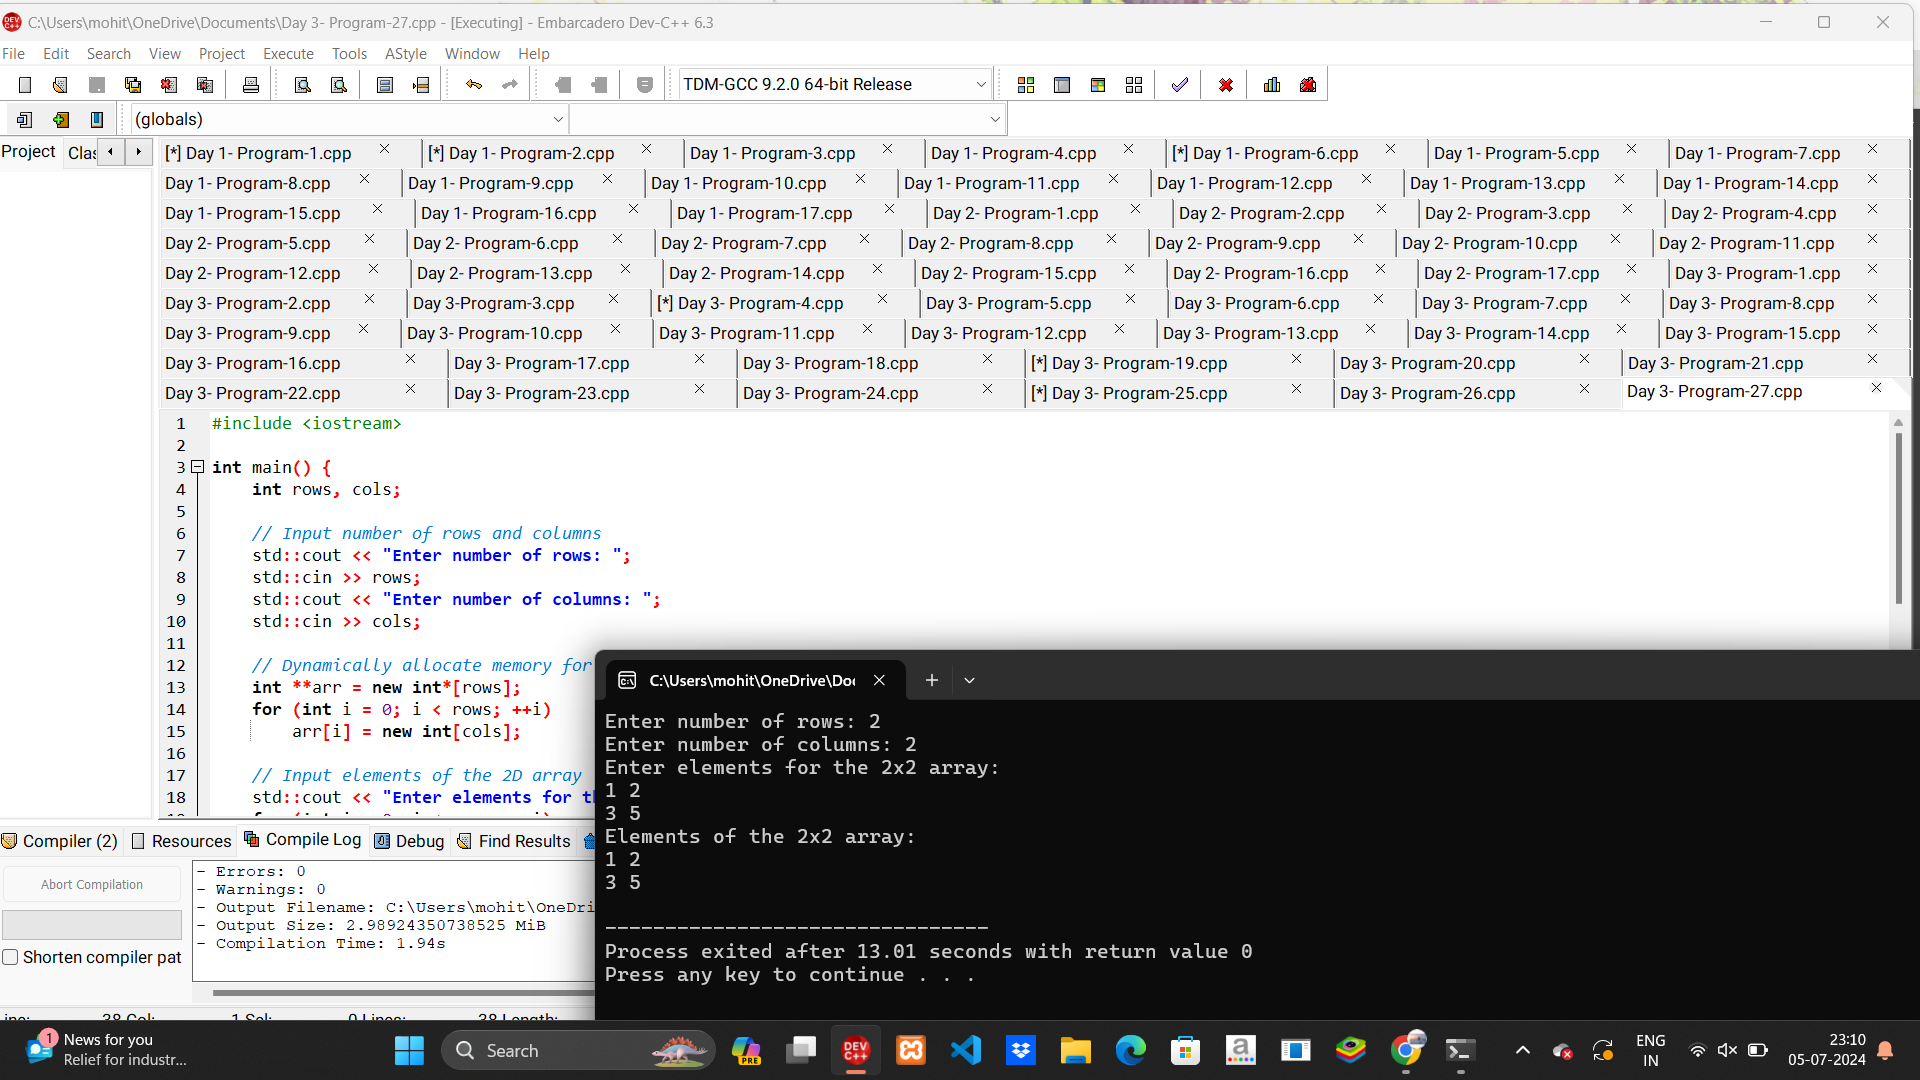 C:\Users\mohit\OneDrive\Documents\Day 3- Program-27.cpp - [Executing] - Embarcadero Dev-C++ 6.3
File Edit Search View Project Execute Tools AStyle Window Help
TDM-GCC 9.2.0 64-bit Release
(globals)
Project Clas
[*] Day 1- Program-1.cpp [*] Day 1- Program-2.cpp Day 1- Program-3.cpp Day 1- Program-4.cpp [*] Day 1- Program-6.cpp Day 1- Program-5.cpp Day 1- Program-7.cpp
Day 1- Program-8.cpp Day 1- Program-9.cpp Day 1- Program-10.cpp Day 1- Program-11.cpp Day 1- Program-12.cpp Day 1- Program-13.cpp Day 1- Program-14.cpp
Day 1- Program-15.cpp Day 1- Program-16.cpp Day 1- Program-17.cpp Day 2- Program-1.cpp Day 2- Program-2.cpp Day 2- Program-3.cpp Day 2- Program-4.cpp
Day 2- Program-5.cpp Day 2- Program-6.cpp Day 2- Program-7.cpp Day 2- Program-8.cpp Day 2- Program-9.cpp Day 2- Program-10.cpp Day 2- Program-11.cpp
Day 2- Program-12.cpp Day 2- Program-13.cpp Day 2- Program-14.cpp Day 2- Program-15.cpp Day 2- Program-16.cpp Day 2- Program-17.cpp Day 3- Program-1.cpp
Day 3- Program-2.cpp Day 3-Program-3.cpp [*] Day 3- Program-4.cpp Day 3- Program-5.cpp Day 3- Program-6.cpp Day 3- Program-7.cpp Day 3- Program-8.cpp
Day 3- Program-9.cpp Day 3- Program-10.cpp Day 3- Program-11.cpp Day 3- Program-12.cpp Day 3- Program-13.cpp Day 3- Program-14.cpp Day 3- Program-15.cpp
Day 3- Program-16.cpp Day 3- Program-17.cpp Day 3- Program-18.cpp [*] Day 3- Program-19.cpp Day 3- Program-20.cpp Day 3- Program-21.cpp
Day 3- Program-22.cpp Day 3- Program-23.cpp Day 3- Program-24.cpp [*] Day 3- Program-25.cpp Day 3- Program-26.cpp Day 3- Program-27.cpp
1 #include <iostream>
2
3 int main() {
4 int rows, cols;
5
6 // Input number of rows and columns
7 std::cout << "Enter number of rows: ";
8 std::cin >> rows;
9 std::cout << "Enter number of columns: ";
10 std::cin >> cols;
11
12 // Dynamically allocate memory for
13 int **arr = new int*[rows];
14 for (int i = 0; i < rows; ++i)
15 arr[i] = new int[cols];
16
17 // Input elements of the 2D array
18 std::cout << "Enter elements for th
C:\Users\mohit\OneDrive\Doc
Enter number of rows: 2
Enter number of columns: 2
Enter elements for the 2x2 array:
1 2
3 5
Elements of the 2x2 array:
1 2
3 5
--------------------------------
Process exited after 13.01 seconds with return value 0
Press any key to continue . . .
Compiler (2) Resources Compile Log Debug Find Results
Abort Compilation
Shorten compiler pat
- Errors: 0
- Warnings: 0
- Output Filename: C:\Users\mohit\OneDri
- Output Size: 2.98924350738525 MiB
- Compilation Time: 1.94s
38 Col: 1 Sel: 0 Lines: 38 Length:
1 News for you
Relief for industr...
Search
PRE
DEV C++
ENG
IN
23:10
05-07-2024